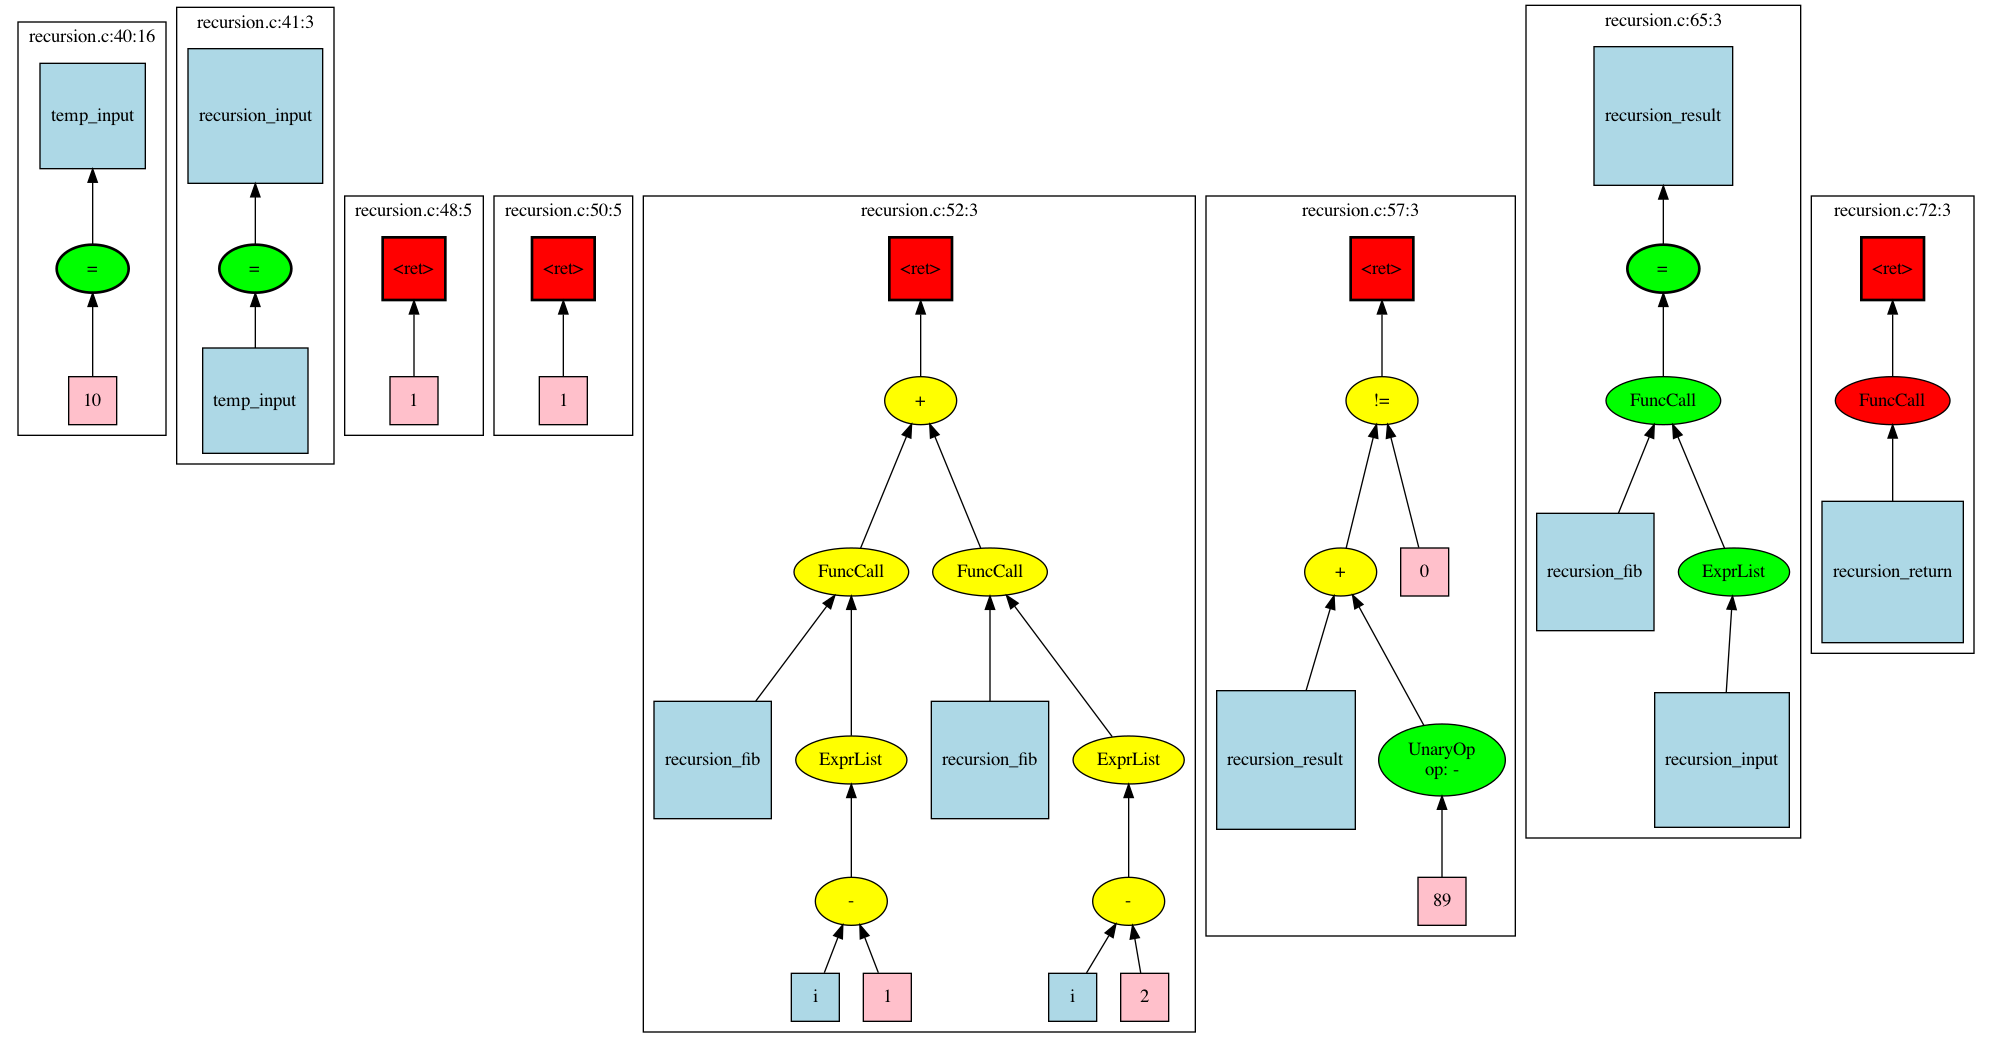 recursion.c:40:16
temp_input
=
10
recursion.c:41:3
recursion_input
=
temp_input
recursion.c:48:5
<ret>
1
recursion.c:50:5
<ret>
1
recursion.c:52:3
<ret>
+
FuncCall
FuncCall
recursion_fib
ExprList
recursion_fib
ExprList
-
-
i
1
i
2
recursion.c:57:3
<ret>
!=
+
0
recursion_result
UnaryOp
op: -
89
recursion.c:65:3
recursion_result
=
FuncCall
recursion_fib
ExprList
recursion_input
recursion.c:72:3
<ret>
FuncCall
recursion_return